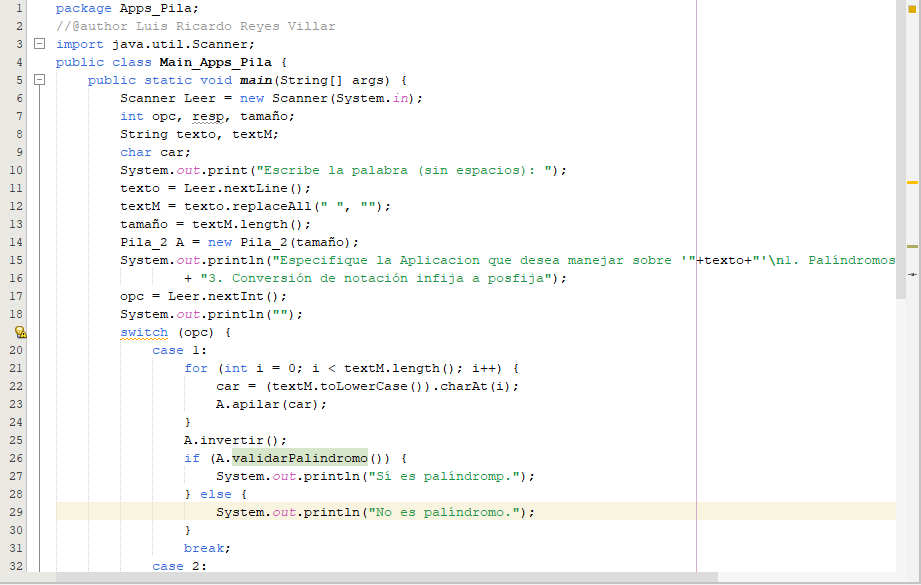 1 package Apps_Pila;
2 //@author Luis Ricardo Reyes Villar
3 import java.util.Scanner;
4 public class Main_Apps_Pila {
5 public static void main(String[] args) {
6 Scanner Leer = new Scanner(System.in);
7 int opc, resp, tamaño;
8 String texto, textM;
9 char car;
10 System.out.print("Escribe la palabra (sin espacios): ");
11 texto = Leer.nextLine();
12 textM = texto.replaceAll(" ", "");
13 tamaño = textM.length();
14 Pila_2 A = new Pila_2(tamaño);
15 System.out.println("Especifique la Aplicacion que desea manejar sobre '"+texto+"'\n1. Palíndromos
16 + "3. Conversión de notación infija a posfija");
17 opc = Leer.nextInt();
18 System.out.println("");
switch (opc) {
20 case 1:
21 for (int i = 0; i < textM.length(); i++) {
22 car = (textM.toLowerCase()).charAt(i);
23 A.apilar(car);
24 }
25 A.invertir();
26 if (A.validarPalindromo()) {
27 System.out.println("Sí es palíndromp.");
28 } else {
29 System.out.println("No es palíndromo.");
30 }
31 break;
32 case 2: